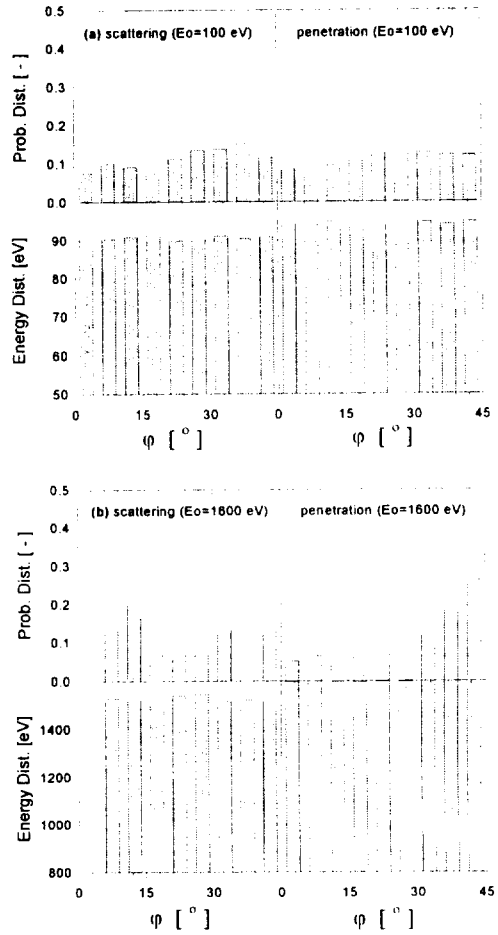 0.5
(a) scattering (Eo=100 eV) penetration (Eo=100 eV)
0.4
0.3
0.2
0.1
0.0
Prob. Dist. [ - ]
90
80
70
60
50
Energy Dist. [eV]
0 15 30 0 15 30 45
φ [ ° ] φ [ ° ]
0.5
(b) scattering (Eo=1600 eV) penetration (Eo=1600 eV)
0.4
0.3
0.2
0.1
0.0
Prob. Dist. [ - ]
1400
1200
1000
800
Energy Dist. [eV]
0 15 30 0 15 30 45
φ [ ° ] φ [ ° ]